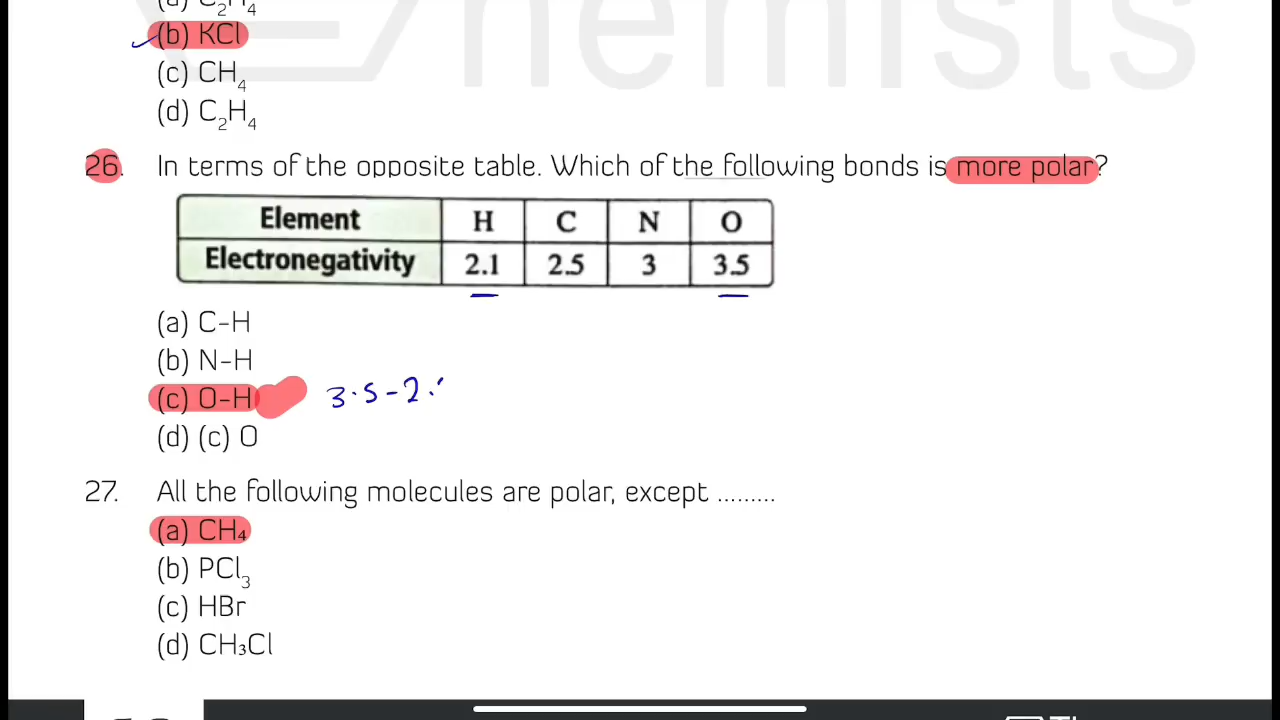 (a) C₂H₄
(b) KCl
(c) CH₄
(d) C₂H₄
hemists
26. In terms of the opposite table. Which of the following bonds is more polar?
Element H C N O
Electronegativity 2.1 2.5 3 3.5
(a) C-H
(b) N-H
(c) O-H 3.5-2.
(d) (c) O
27. All the following molecules are polar, except .........
(a) CH₄
(b) PCl₃
(c) HBr
(d) CH₃Cl